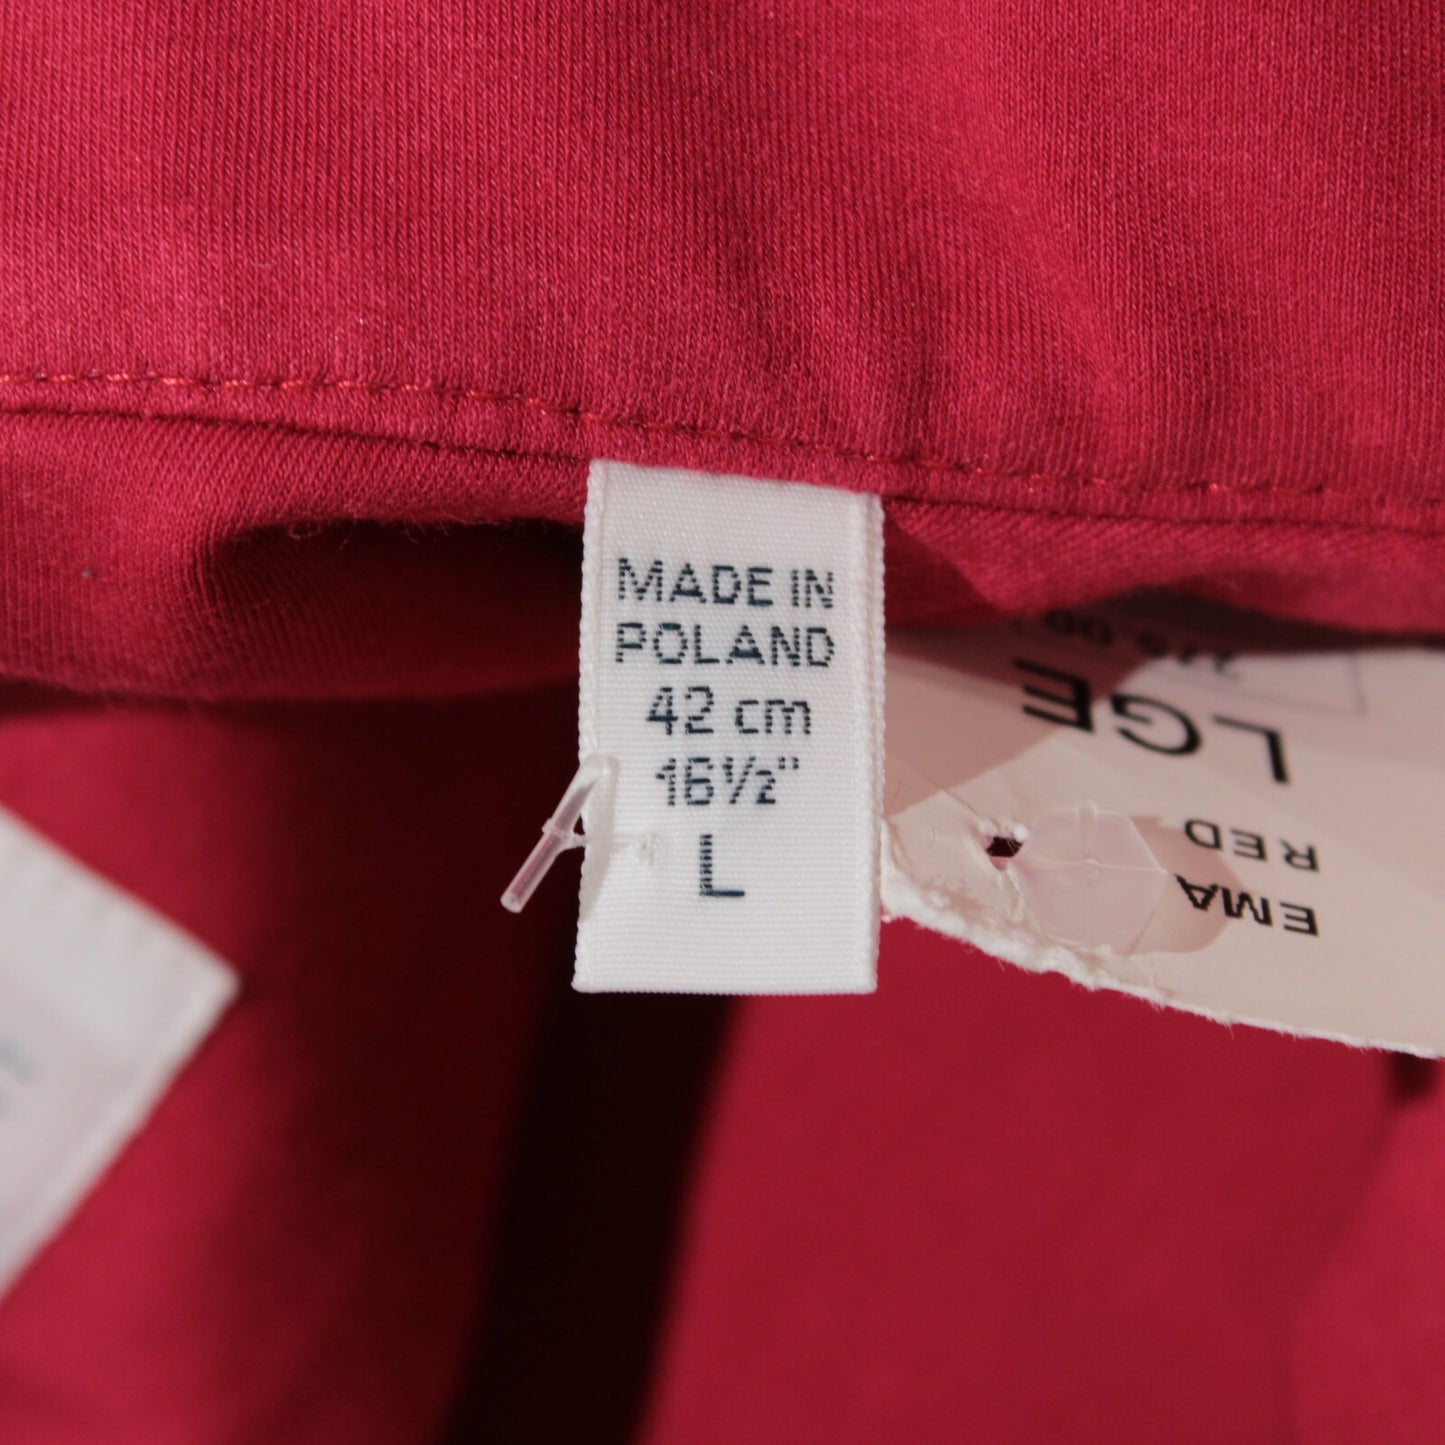 MADE IN
POLAND
42 cm
16½"
L
EMA
RED
LGE